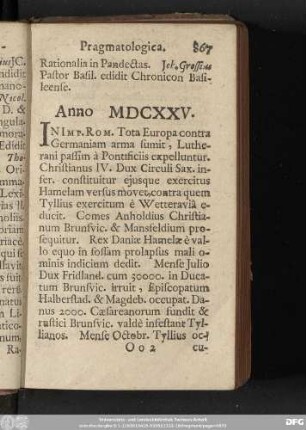 Pragmatologica. 867
Rationalia in Pandectas. Joh. Grossius
Pastor Basil. edidit Chronicon Basi-
leense.
Anno MDCXXV.
IN IMP. ROM. Tota Europa contra
Germaniam arma sumit, Luthe-
rani passim à Pontificiis expelluntur.
Christianus IV. Dux Circuli Sax. in-
fer. constituitur ejusque exercitus
Hamelam versus movet, contra quem
Tyllius exercitum è Wetteraviâ e-
ducit. Comes Anholdius Christia-
num Brunsvic. & Mansfeldium pro-
sequitur. Rex Daniæ Hamelæ è val-
lo equo in fossam prolapsus mali o-
minis indicium dedit. Mense Julio
Dux Fridland. cum 30000. in Duca-
tum Brunsvic. irruit, Episcopatum
Halberstad. & Magdeb. occupat. Da-
nus 2000. Cæsareanorum fundit &
rustici Brunsvic. valdè infestant Tyl-
lianos. Mense Octobr. Tyllius oc-
Ooo 2 cu-